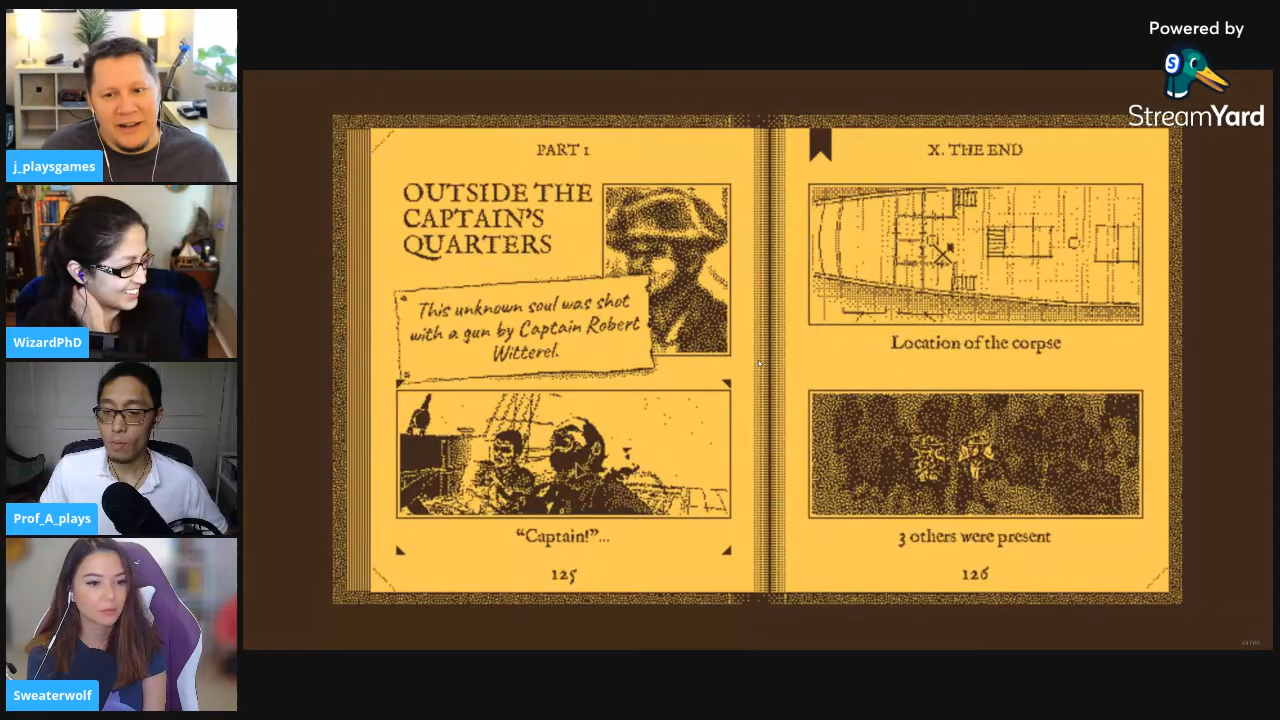 j_playsgames
WizardPhD
Prof_A_plays
Sweaterwolf
Powered by
S
StreamYard
PART 1
OUTSIDE THE
CAPTAIN'S
QUARTERS
This unknown soul was shot
with a gun by Captain Robert
Witterel.
“Captain!”...
125
X. THE END
Location of the corpse
3 others were present
126